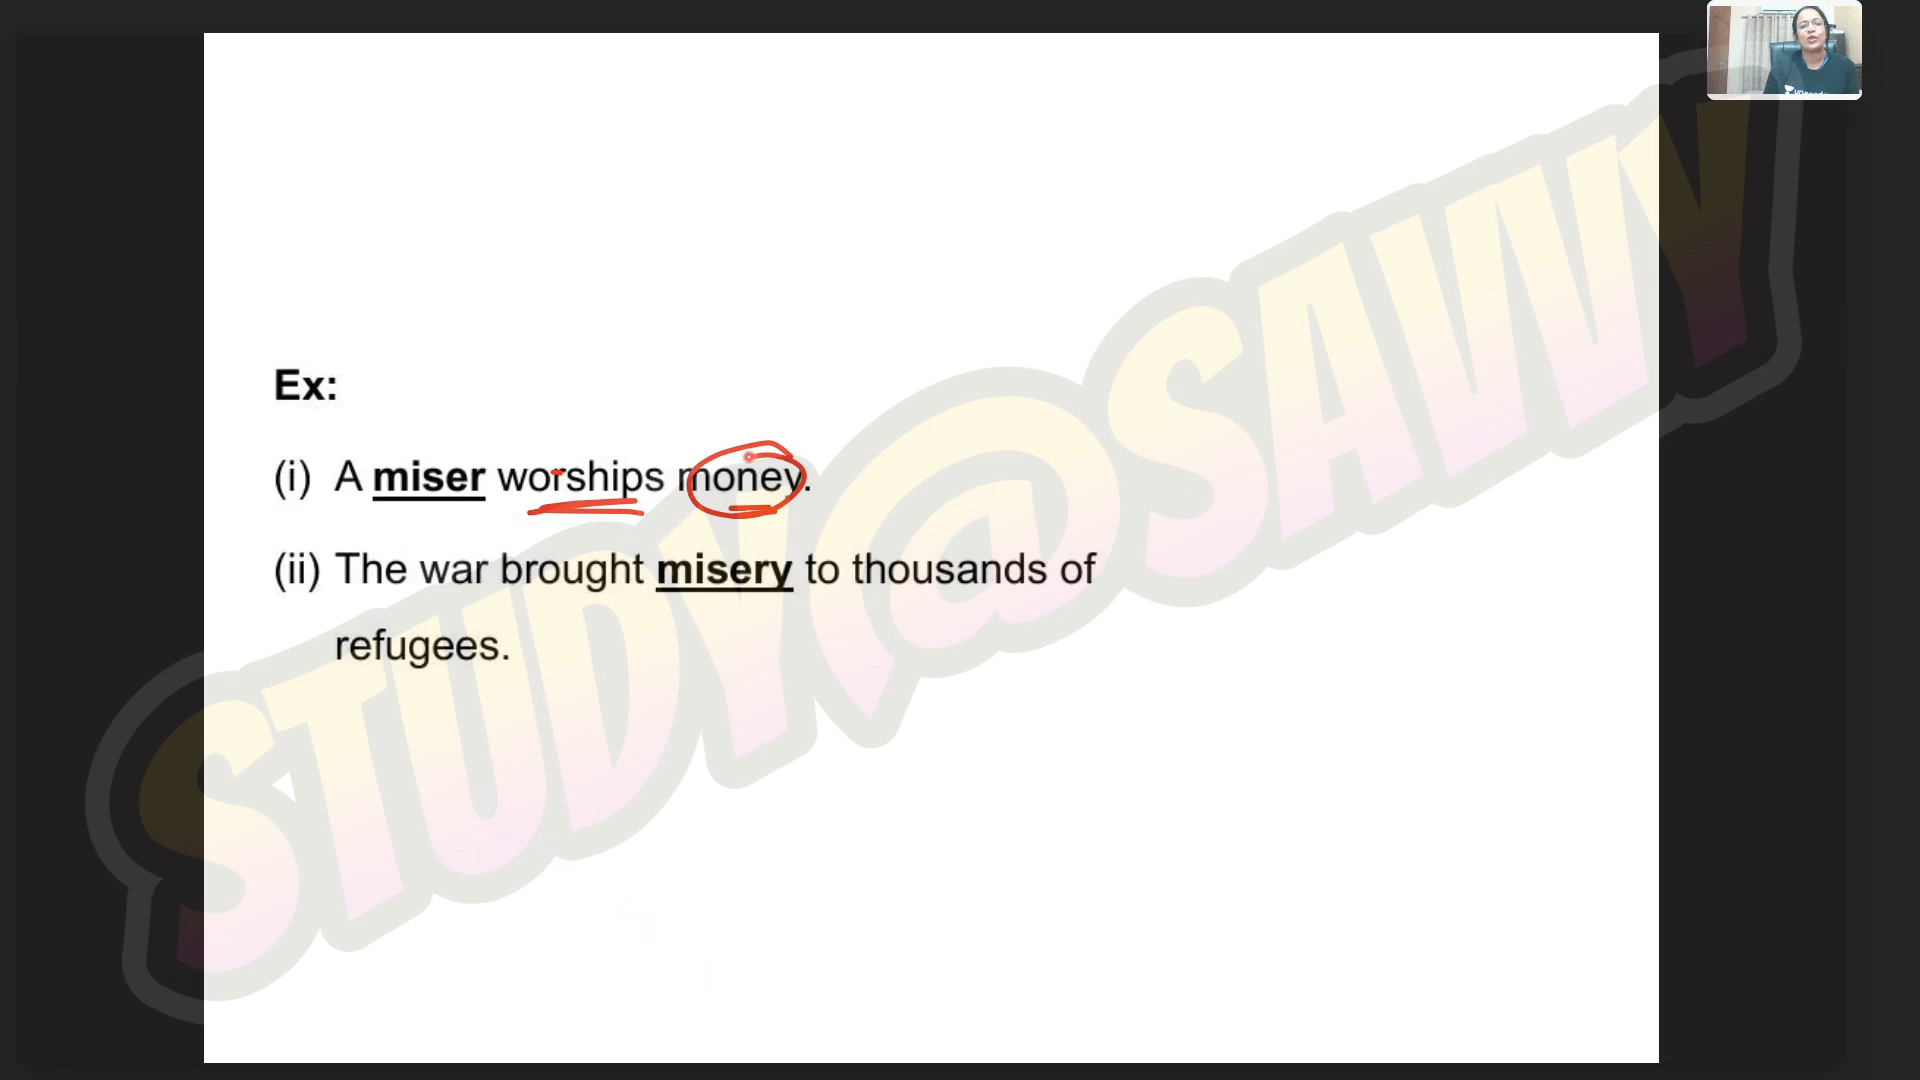 Ex:
(i) A miser worships money.
(ii) The war brought misery to thousands of
refugees.
STUDY@SAVVY